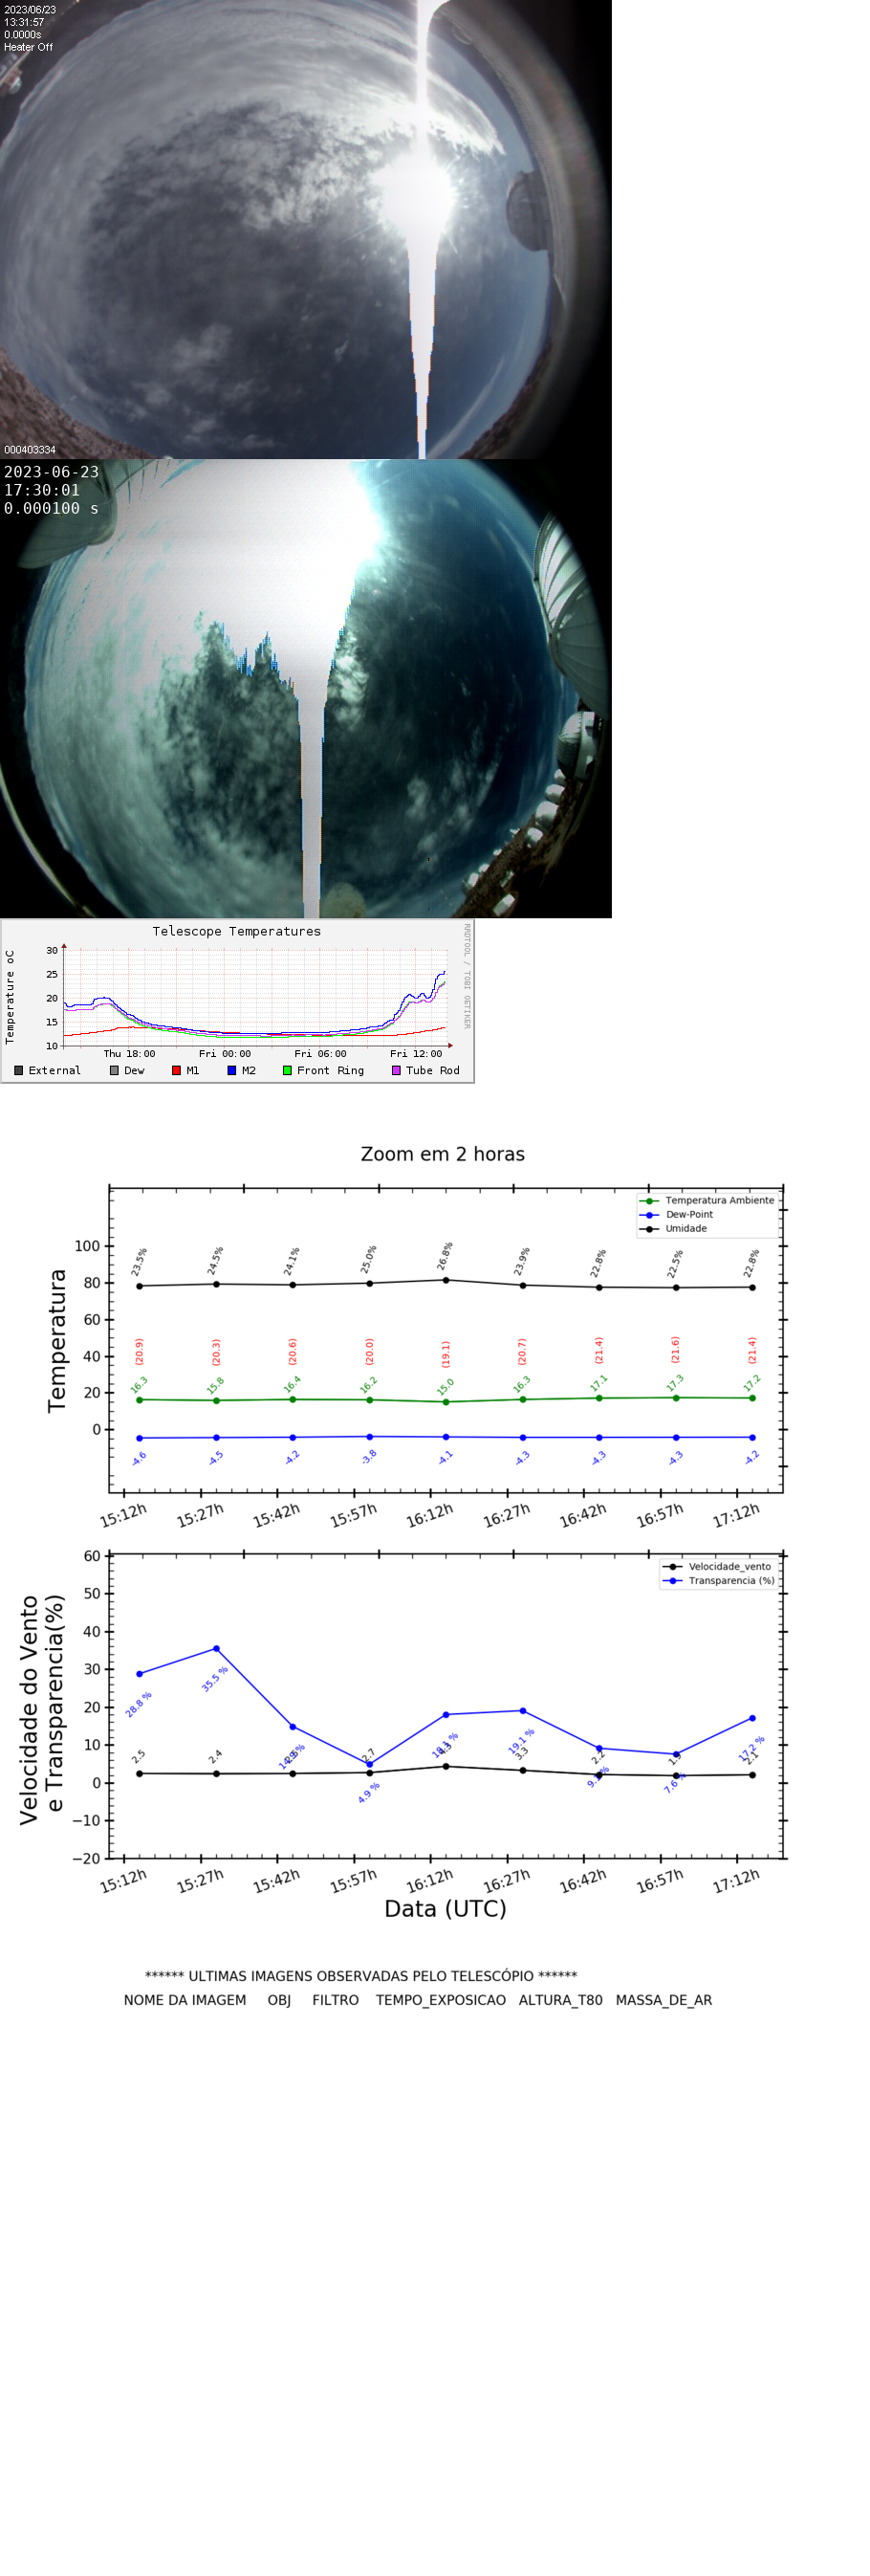 2023/06/23
13:31:57
0.0000s
Heater Off
000403334
2023-06-23
17:30:01
0.000100 s
Telescope Temperatures
RRDTOOL / TOBI OETIKER
Temperature oC
30
25
20
15
10
Thu 18:00 Fri 00:00 Fri 06:00 Fri 12:00
External Dew M1 M2 Front Ring Tube Rod
Zoom em 2 horas
Temperatura Ambiente
Dew-Point
Umidade
Temperatura
100
80
60
40
20
0
23.5% 24.5% 24.1% 25.0% 26.8% 23.9% 22.8% 22.5% 22.8%
(20.9) (20.3) (20.6) (20.0) (19.1) (20.7) (21.4) (21.6) (21.4)
16.3 15.8 16.4 16.2 15.0 16.3 17.1 17.3 17.2
-4.6 -4.5 -4.2 -3.8 -4.1 -4.3 -4.3 -4.3 -4.2
15:12h 15:27h 15:42h 15:57h 16:12h 16:27h 16:42h 16:57h 17:12h
Velocidade_vento
Transparencia (%)
Velocidade do Vento
e Transparencia(%)
60
50
40
30
20
10
0
−10
−20
28.8 % 35.5 % 4.9 % 19.1 % 7.6 % 17.2 %
2.5 2.4 2.7 3.3 2.2 2.1
15:12h 15:27h 15:42h 15:57h 16:12h 16:27h 16:42h 16:57h 17:12h
Data (UTC)
****** ULTIMAS IMAGENS OBSERVADAS PELO TELESCÓPIO ******
NOME DA IMAGEM OBJ FILTRO TEMPO_EXPOSICAO ALTURA_T80 MASSA_DE_AR